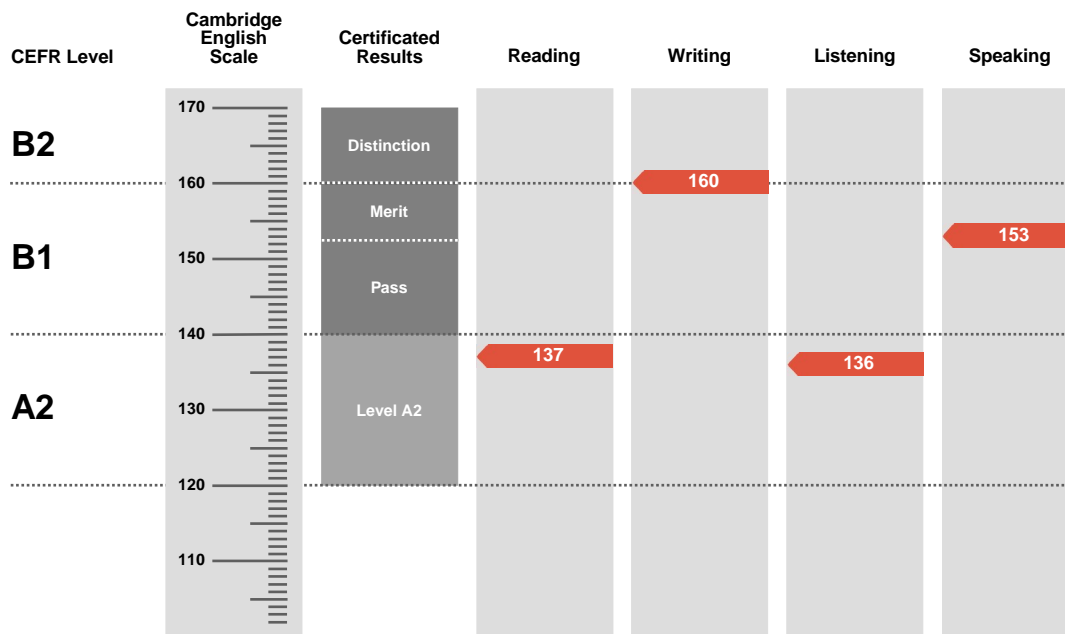 CEFR Level
Cambridge
English
Scale
Certificated
Results
Reading
Writing
Listening
Speaking
170
B2
Distinction
160
160
Merit
153
B1
150
Pass
140
137
136
A2
130
Level A2
120
110